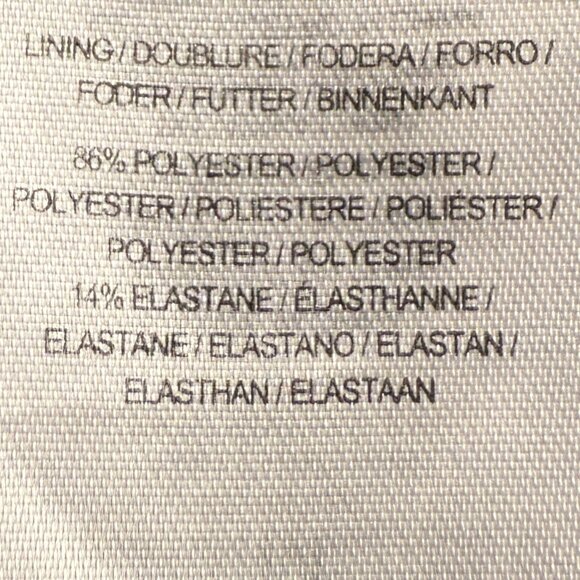 LINING / DOUBLURE / FODERA / FORRO /
FODER / FUTTER / BINNENKANT
86% POLYESTER / POLYESTER /
POLYESTER / POLIESTERE / POLIÉSTER /
POLYESTER / POLYESTER
14% ELASTANE / ÉLASTHANNE /
ELASTANE / ELASTANO / ELASTAN /
ELASTHAN / ELASTAAN